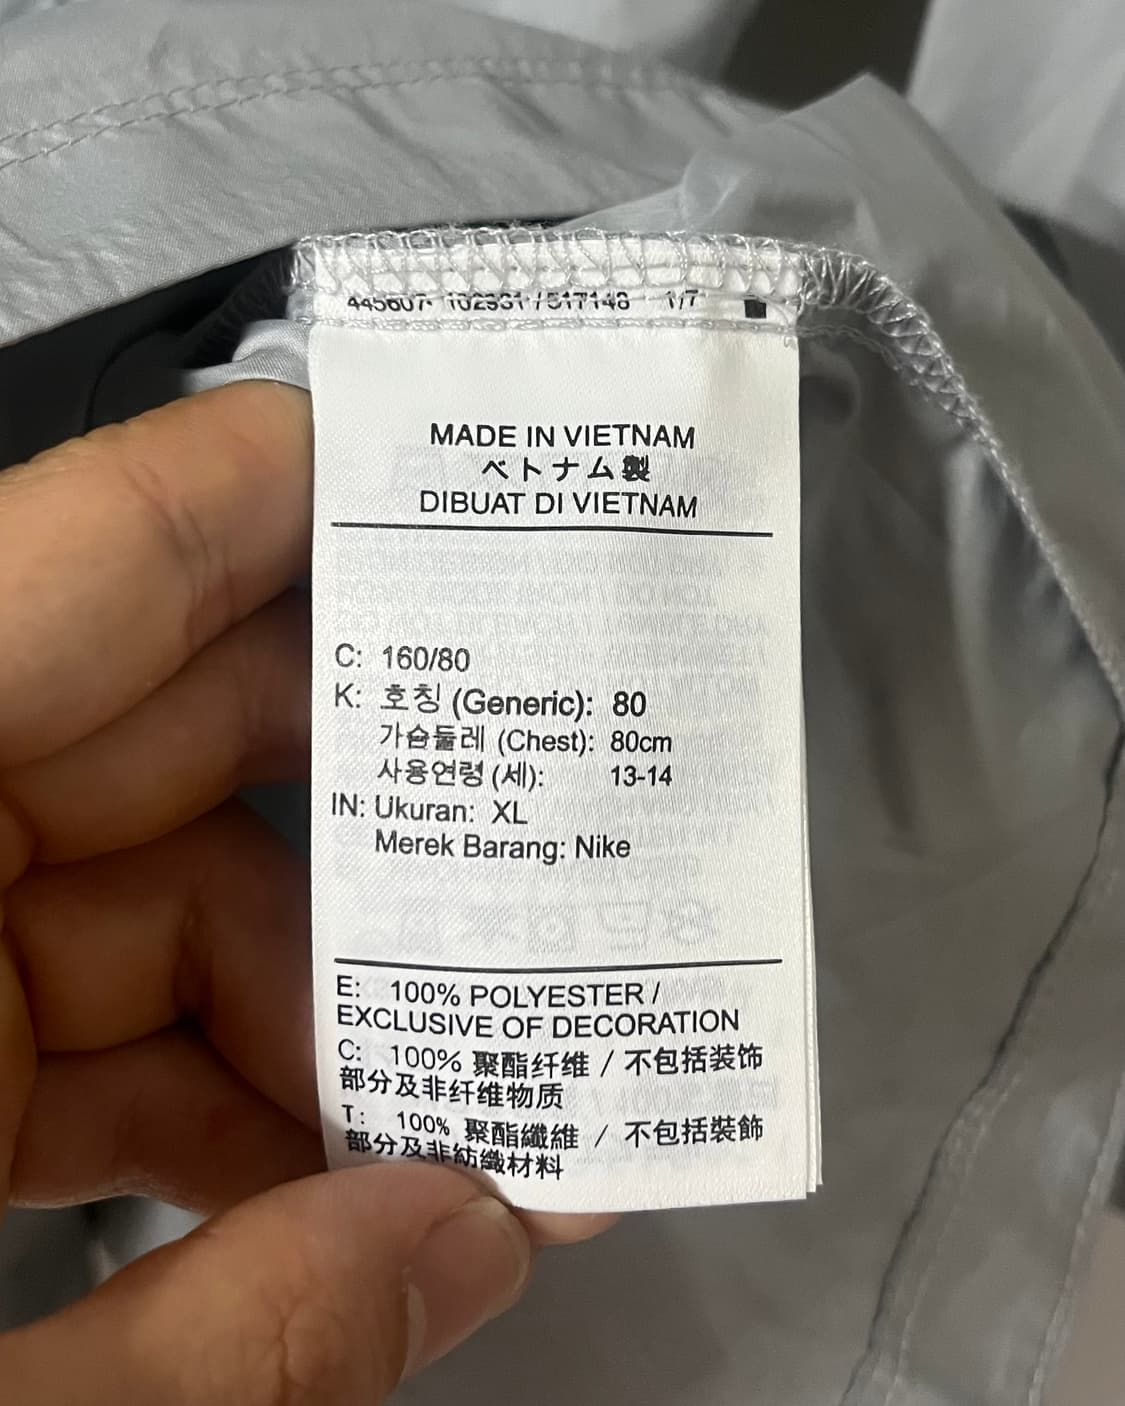 1/7
MADE IN VIETNAM
ベトナム製
DIBUAT DI VIETNAM
C: 160/80
K: 호칭 (Generic): 80
가슴둘레 (Chest): 80cm
사용연령 (세): 13-14
IN: Ukuran: XL
Merek Barang: Nike
E: 100% POLYESTER /
EXCLUSIVE OF DECORATION
C: 100% 聚酯纤维 / 不包括装饰
部分及非纤维物质
T: 100% 聚酯纖維 / 不包括裝飾
部分及非紡織材料